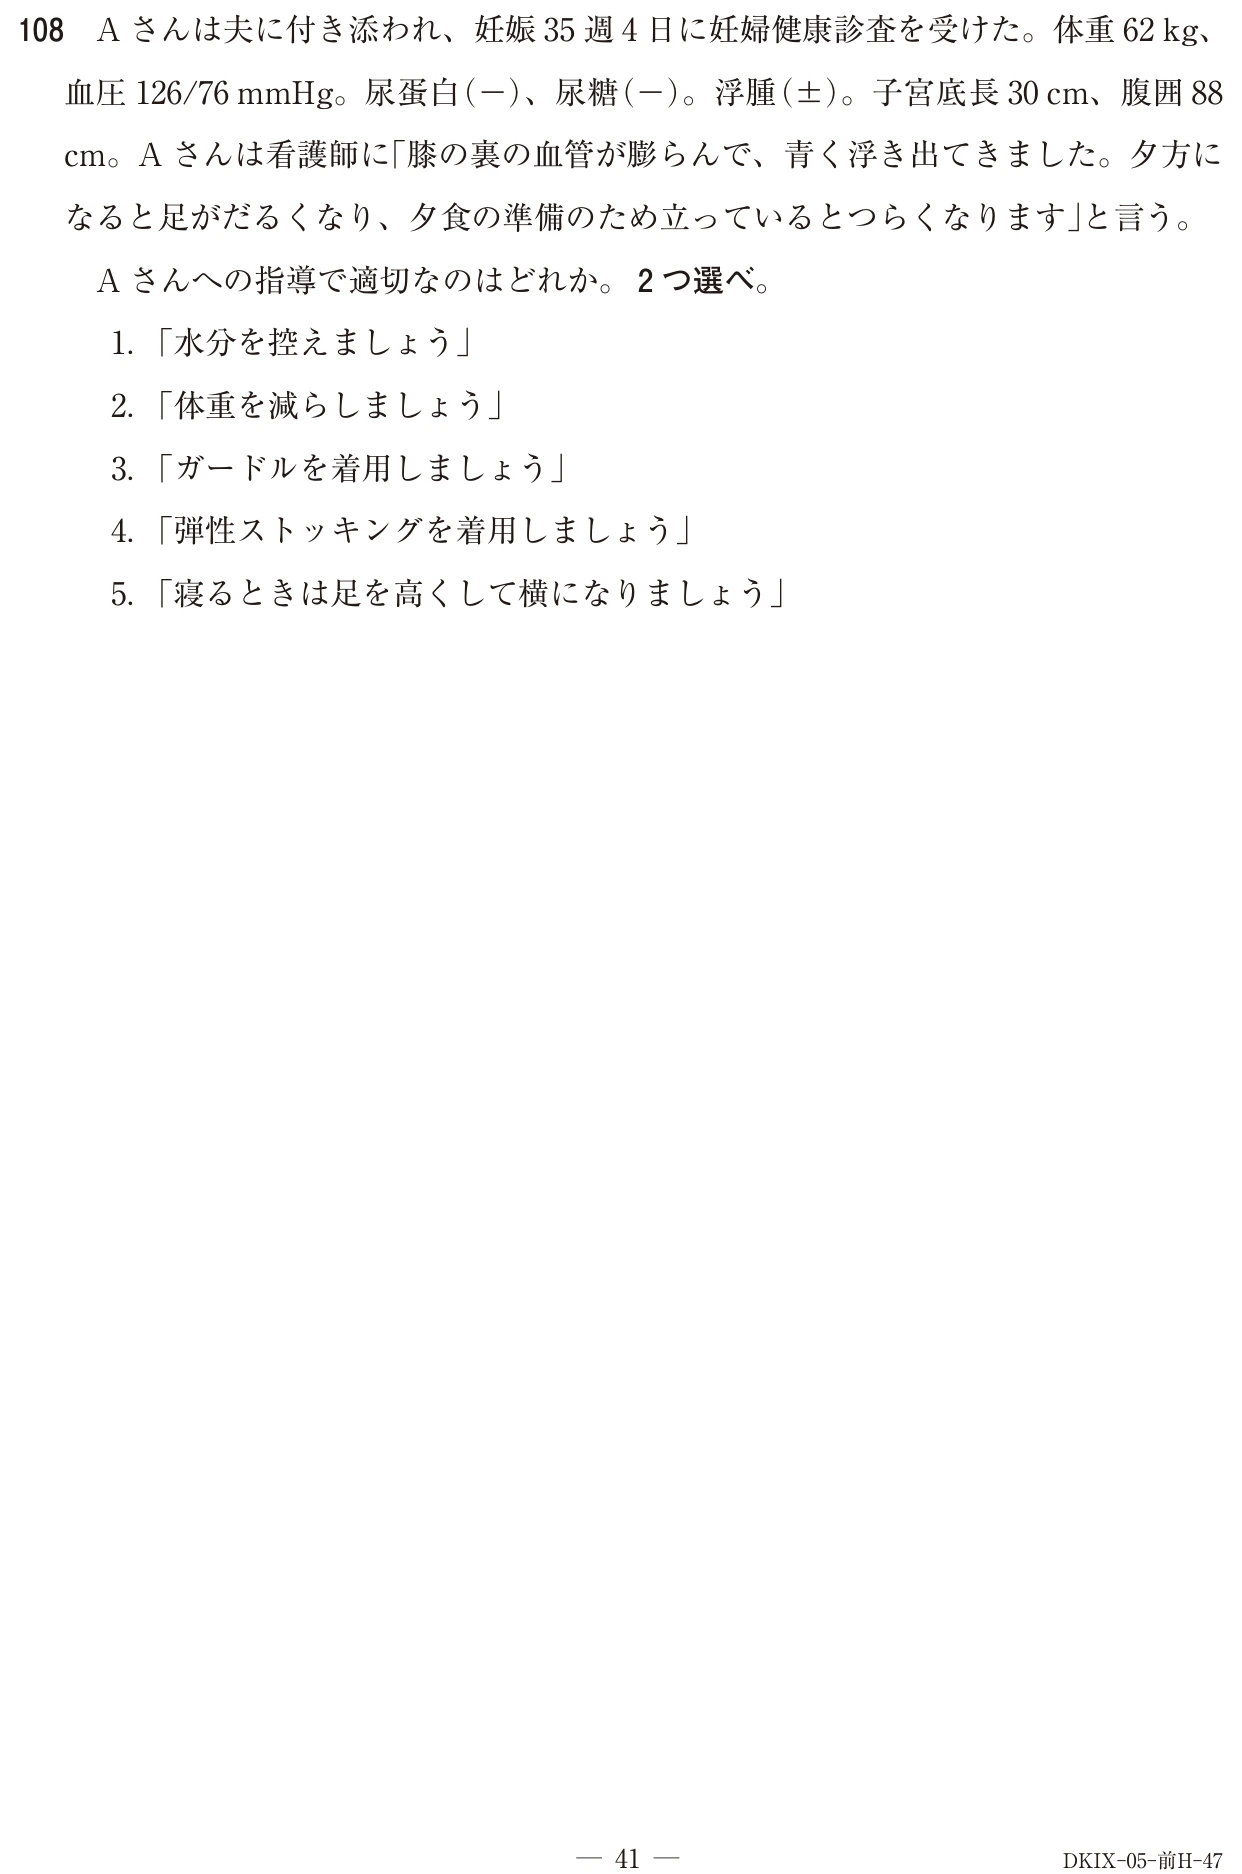 108　A さんは夫に付き添われ、妊娠 35 週 4 日に妊婦健康診査を受けた。体重 62 kg、
血圧 126/76 mmHg。尿蛋白(－)、尿糖(－)。浮腫(±)。子宮底長 30 cm、腹囲 88
cm。A さんは看護師に「膝の裏の血管が膨らんで、青く浮き出てきました。夕方に
なると足がだるくなり、夕食の準備のため立っているとつらくなります」と言う。
A さんへの指導で適切なのはどれか。2 つ選べ。
1. 「水分を控えましょう」
2. 「体重を減らしましょう」
3. 「ガードルを着用しましょう」
4. 「弾性ストッキングを着用しましょう」
5. 「寝るときは足を高くして横になりましょう」
— 41 —
DKIX-05-前H-47